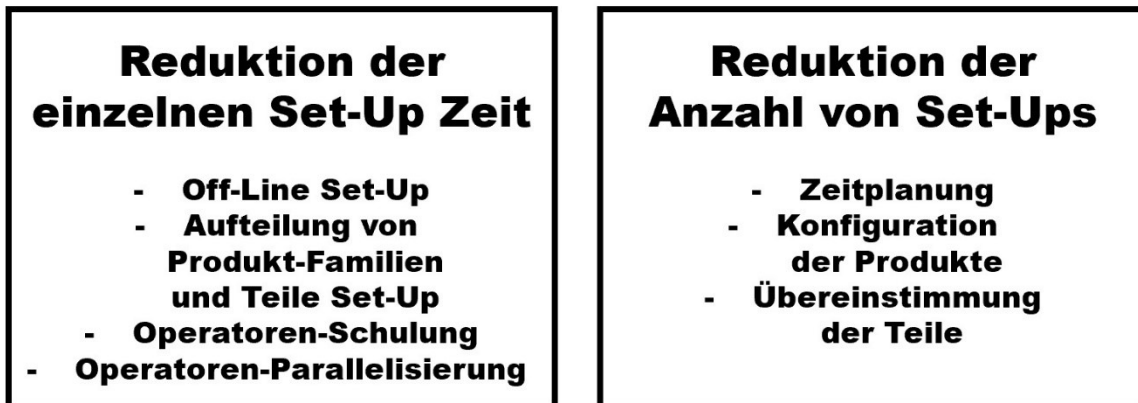 Reduktion der
einzelnen Set-Up Zeit
- Off-Line Set-Up
- Aufteilung von
Produkt-Familien
und Teile Set-Up
- Operatoren-Schulung
- Operatoren-Parallelisierung
Reduktion der
Anzahl von Set-Ups
- Zeitplanung
- Konfiguration
der Produkte
- Übereinstimmung
der Teile